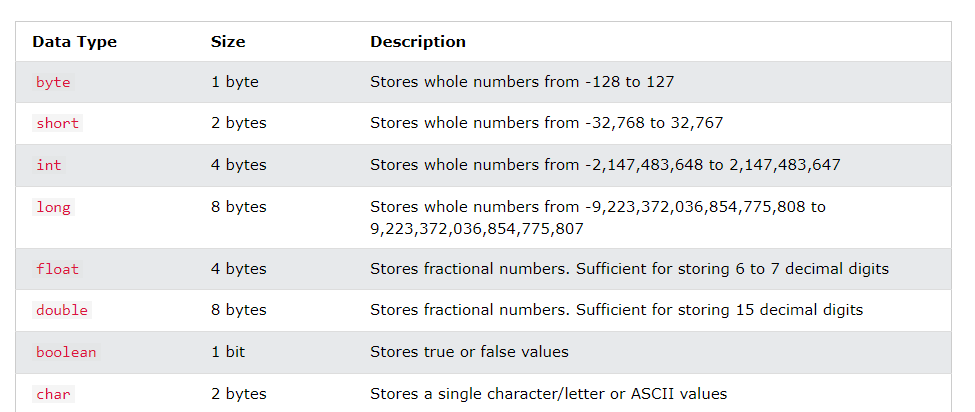 Data Type Size Description
byte 1 byte Stores whole numbers from -128 to 127
short 2 bytes Stores whole numbers from -32,768 to 32,767
int 4 bytes Stores whole numbers from -2,147,483,648 to 2,147,483,647
long 8 bytes Stores whole numbers from -9,223,372,036,854,775,808 to
9,223,372,036,854,775,807
float 4 bytes Stores fractional numbers. Sufficient for storing 6 to 7 decimal digits
double 8 bytes Stores fractional numbers. Sufficient for storing 15 decimal digits
boolean 1 bit Stores true or false values
char 2 bytes Stores a single character/letter or ASCII values